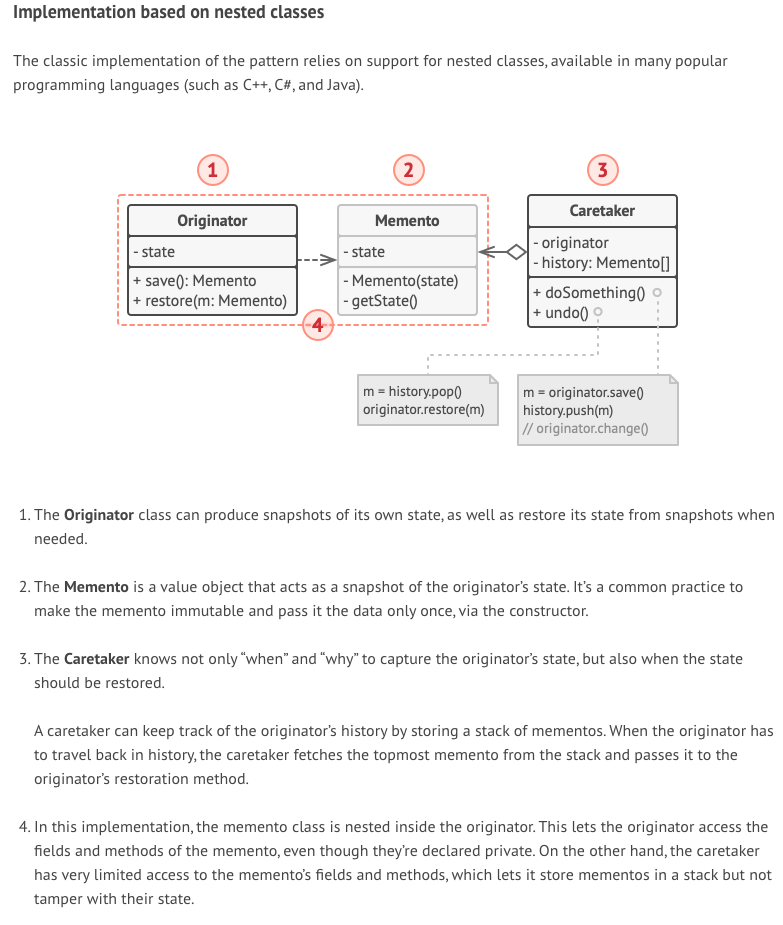 Implementation based on nested classes
The classic implementation of the pattern relies on support for nested classes, available in many popular
programming languages (such as C++, C#, and Java).
1
2
3
Originator
- state
+ save(): Memento
+ restore(m: Memento)
Memento
- state
- Memento(state)
- getState()
Caretaker
- originator
- history: Memento[]
+ doSomething()
+ undo()
4
m = history.pop()
originator.restore(m)
m = originator.save()
history.push(m)
// originator.change()
1. The Originator class can produce snapshots of its own state, as well as restore its state from snapshots when
needed.
2. The Memento is a value object that acts as a snapshot of the originator’s state. It’s a common practice to
make the memento immutable and pass it the data only once, via the constructor.
3. The Caretaker knows not only “when” and “why” to capture the originator’s state, but also when the state
should be restored.
A caretaker can keep track of the originator’s history by storing a stack of mementos. When the originator has
to travel back in history, the caretaker fetches the topmost memento from the stack and passes it to the
originator’s restoration method.
4. In this implementation, the memento class is nested inside the originator. This lets the originator access the
fields and methods of the memento, even though they’re declared private. On the other hand, the caretaker
has very limited access to the memento’s fields and methods, which lets it store mementos in a stack but not
tamper with their state.